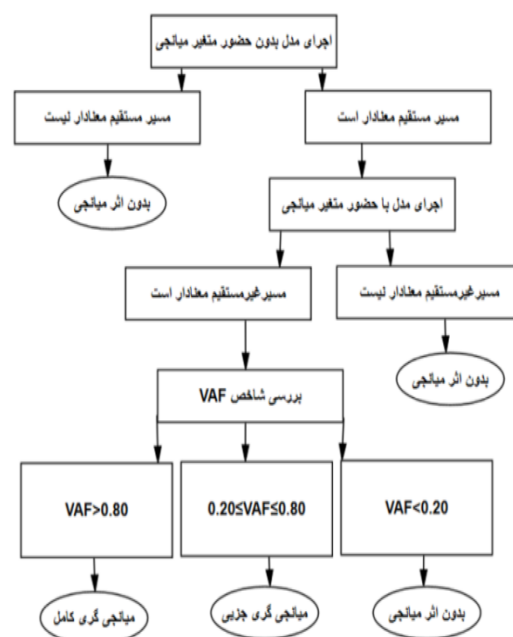 اجرای مدل بدون حضور متغیر میانجی
مسیر مستقیم معنادار است
مسیر مستقیم معنادار نیست
بدون اثر میانجی
اجرای مدل با حضور متغیر میانجی
مسیرغیرمستقیم معنادار نیست
مسیرغیرمستقیم معنادار است
بدون اثر میانجی
بررسی شاخص VAF
VAF<0.20
0.20≤VAF≤0.80
VAF>0.80
بدون اثر میانجی
میانجی گری جزیی
میانجی گری کامل